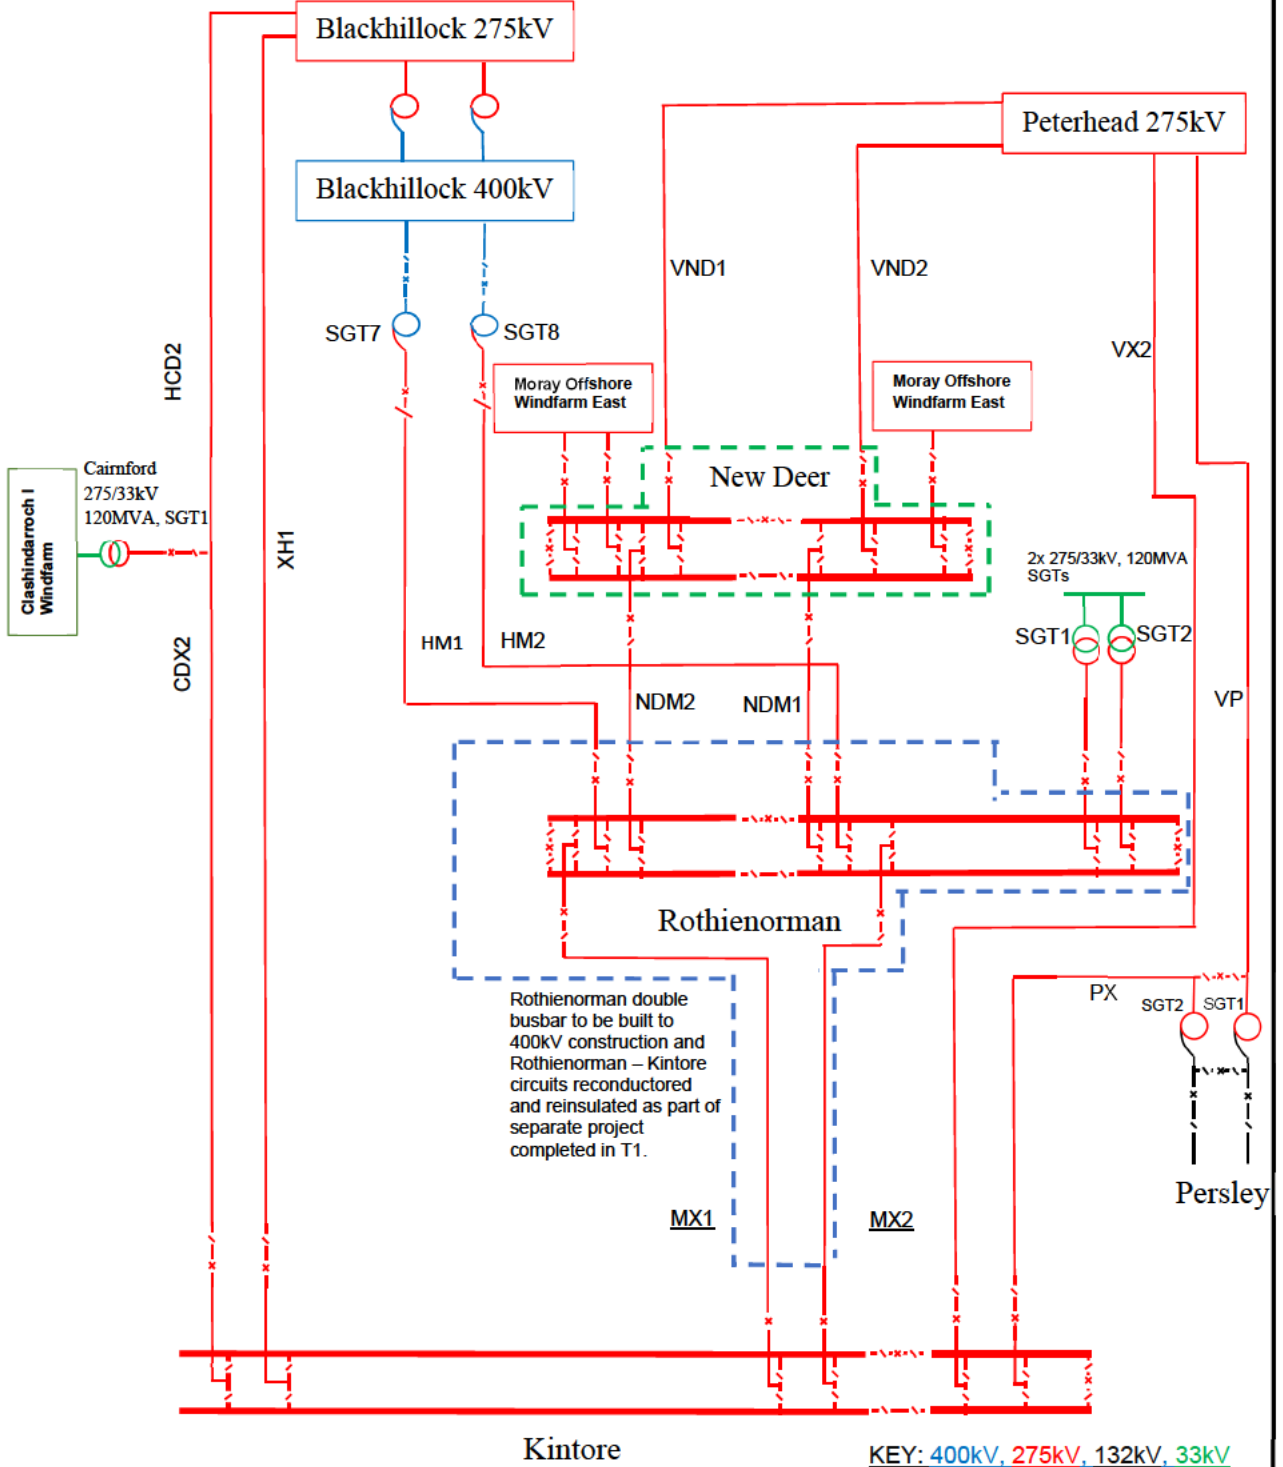 Blackhillock 275kV
Peterhead 275kV
Blackhillock 400kV
VND1
VND2
SGT7
SGT8
VX2
HCD2
Moray Offshore
Windfarm East
Moray Offshore
Windfarm East
Cairnford
275/33kV
120MVA, SGT1
New Deer
Clashindarroch I
Windfarm
XH1
2x 275/33kV, 120MVA
SGTs
SGT1
SGT2
HM1
HM2
CDX2
NDM2
NDM1
VP
Rothienorman
PX
SGT2
SGT1
Rothienorman double
busbar to be built to
400kV construction and
Rothienorman – Kintore
circuits reconductored
and reinsulated as part of
separate project
completed in T1.
Persley
MX1
MX2
Kintore
KEY: 400kV, 275kV, 132kV, 33kV